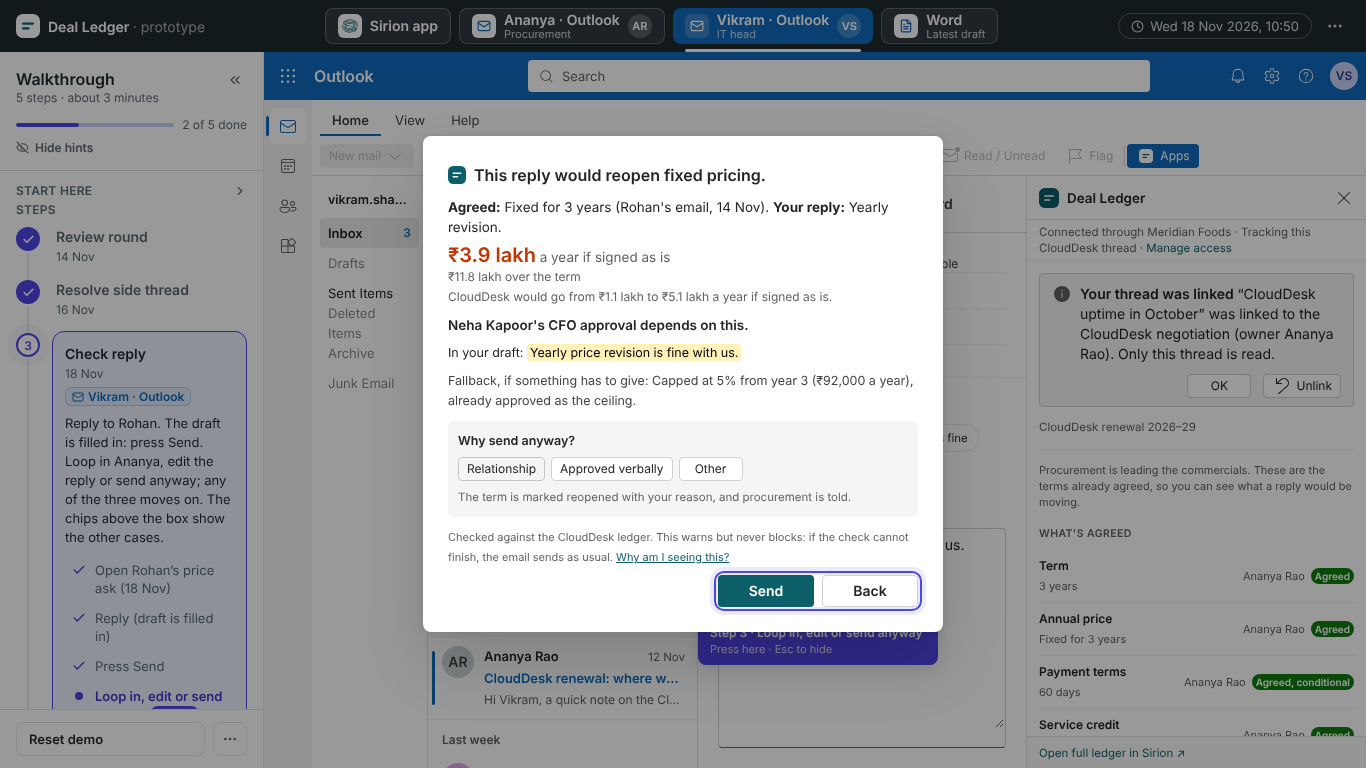 Deal Ledger · prototype
Sirion app
Ananya · Outlook
Procurement
AR
Vikram · Outlook
IT head
VS
Word
Latest draft
Wed 18 Nov 2026, 10:50
Walkthrough
5 steps · about 3 minutes
2 of 5 done
Hide hints
START HERE
STEPS
Review round
14 Nov
Resolve side thread
16 Nov
3
Check reply
18 Nov
Vikram · Outlook
Reply to Rohan. The draft
is filled in: press Send.
Loop in Ananya, edit the
reply or send anyway; any
of the three moves on. The
chips above the box show
the other cases.
Open Rohan's price
ask (18 Nov)
Reply (draft is filled
in)
Press Send
Loop in, edit or send
Reset demo
Outlook
Search
VS
Home
View
Help
New mail
Read / Unread
Flag
Apps
vikram.sha...
Inbox
3
Drafts
Sent Items
Deleted
Items
Archive
Junk Email
This reply would reopen fixed pricing.
Agreed: Fixed for 3 years (Rohan's email, 14 Nov). Your reply: Yearly
revision.
₹3.9 lakh a year if signed as is
₹11.8 lakh over the term
CloudDesk would go from ₹1.1 lakh to ₹5.1 lakh a year if signed as is.
Neha Kapoor's CFO approval depends on this.
In your draft: Yearly price revision is fine with us.
Fallback, if something has to give: Capped at 5% from year 3 (₹92,000 a year),
already approved as the ceiling.
Why send anyway?
Relationship
Approved verbally
Other
The term is marked reopened with your reason, and procurement is told.
Checked against the CloudDesk ledger. This warns but never blocks: if the check cannot
finish, the email sends as usual. Why am I seeing this?
Send
Back
Step 3 · Loop in, edit or send anyway
Press here · Esc to hide
fine
us.
AR
Ananya Rao
12 Nov
CloudDesk renewal: where w...
Hi Vikram, a quick note on the Cl...
Last week
Deal Ledger
Connected through Meridian Foods · Tracking this
CloudDesk thread · Manage access
Your thread was linked “CloudDesk
uptime in October” was linked to the
CloudDesk negotiation (owner Ananya
Rao). Only this thread is read.
OK
Unlink
CloudDesk renewal 2026–29
Procurement is leading the commercials. These are the
terms already agreed, so you can see what a reply would be
moving.
WHAT'S AGREED
Term
3 years
Ananya Rao
Agreed
Annual price
Fixed for 3 years
Ananya Rao
Agreed
Payment terms
60 days
Ananya Rao
Agreed, conditional
Service credit
Ananya Rao
Agreed
Open full ledger in Sirion ↗